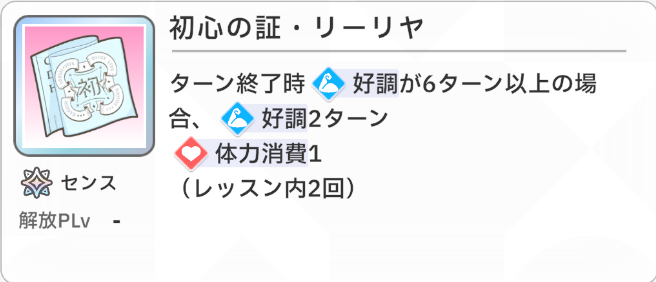 初心の証・リーリヤ
ターン終了時 好調が6ターン以上の場
合、 好調2ターン
体力消費1
（レッスン内2回）
初
センス
解放PLv -